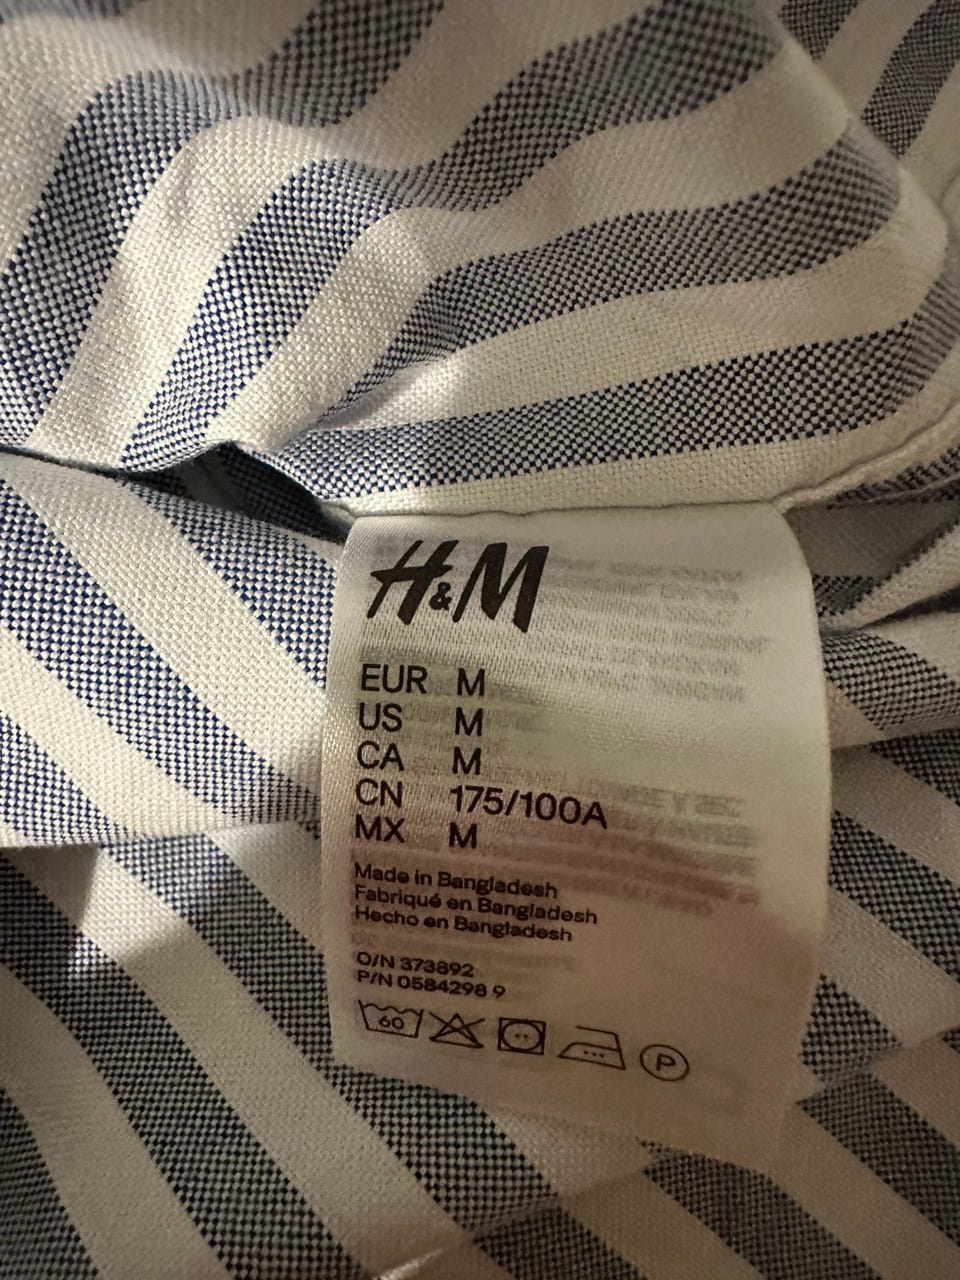 H&M
EUR M
US M
CA M
CN 175/100A
MX M
Made in Bangladesh
Fabriqué en Bangladesh
Hecho en Bangladesh
O/N 373892
P/N 0584298 9
60
P